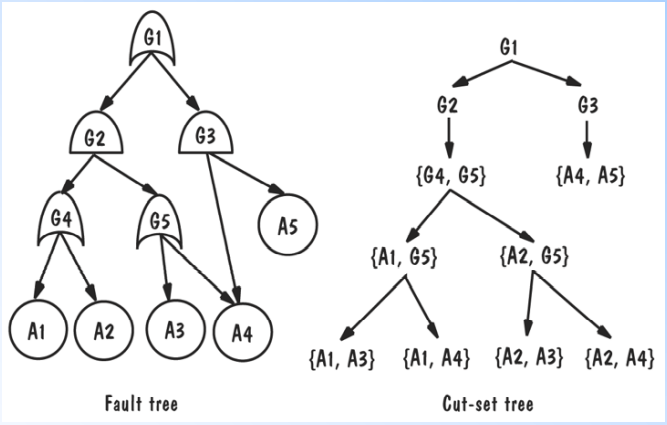 G1
G2
G3
G4
G5
A5
A1
A2
A3
A4
Fault tree
G1
G2
G3
{G4, G5}
{A4, A5}
{A1, G5}
{A2, G5}
{A1, A3}
{A1, A4}
{A2, A3}
{A2, A4}
Cut-set tree